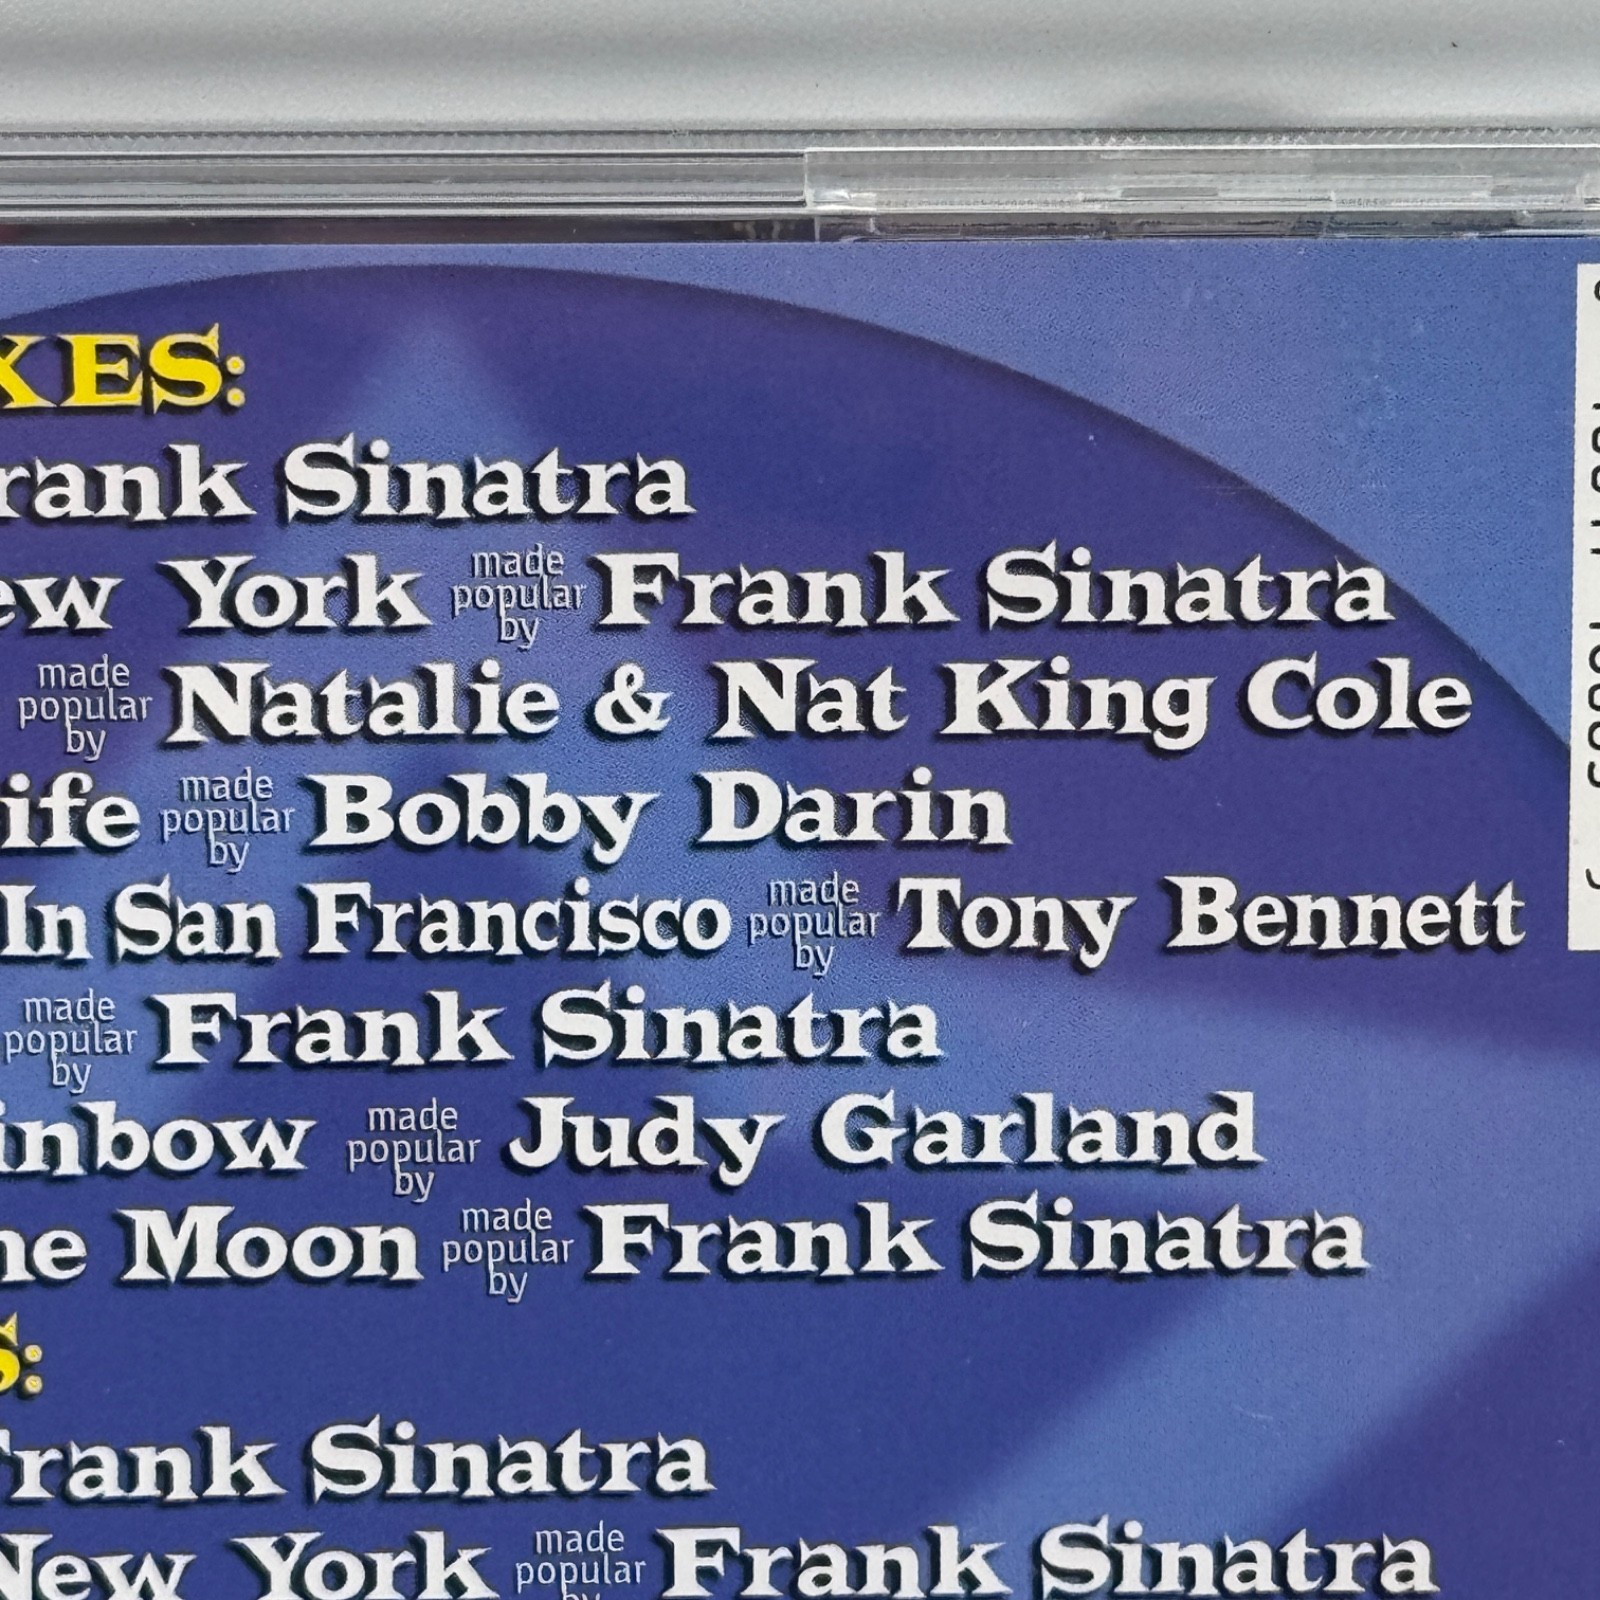 XES:
rank Sinatra
ew York made popular by Frank Sinatra
made popular by Natalie & Nat King Cole
ife made popular by Bobby Darin
In San Francisco made popular by Tony Bennett
made popular by Frank Sinatra
inbow made popular by Judy Garland
he Moon made popular by Frank Sinatra
S:
Frank Sinatra
New York made popular by Frank Sinatra